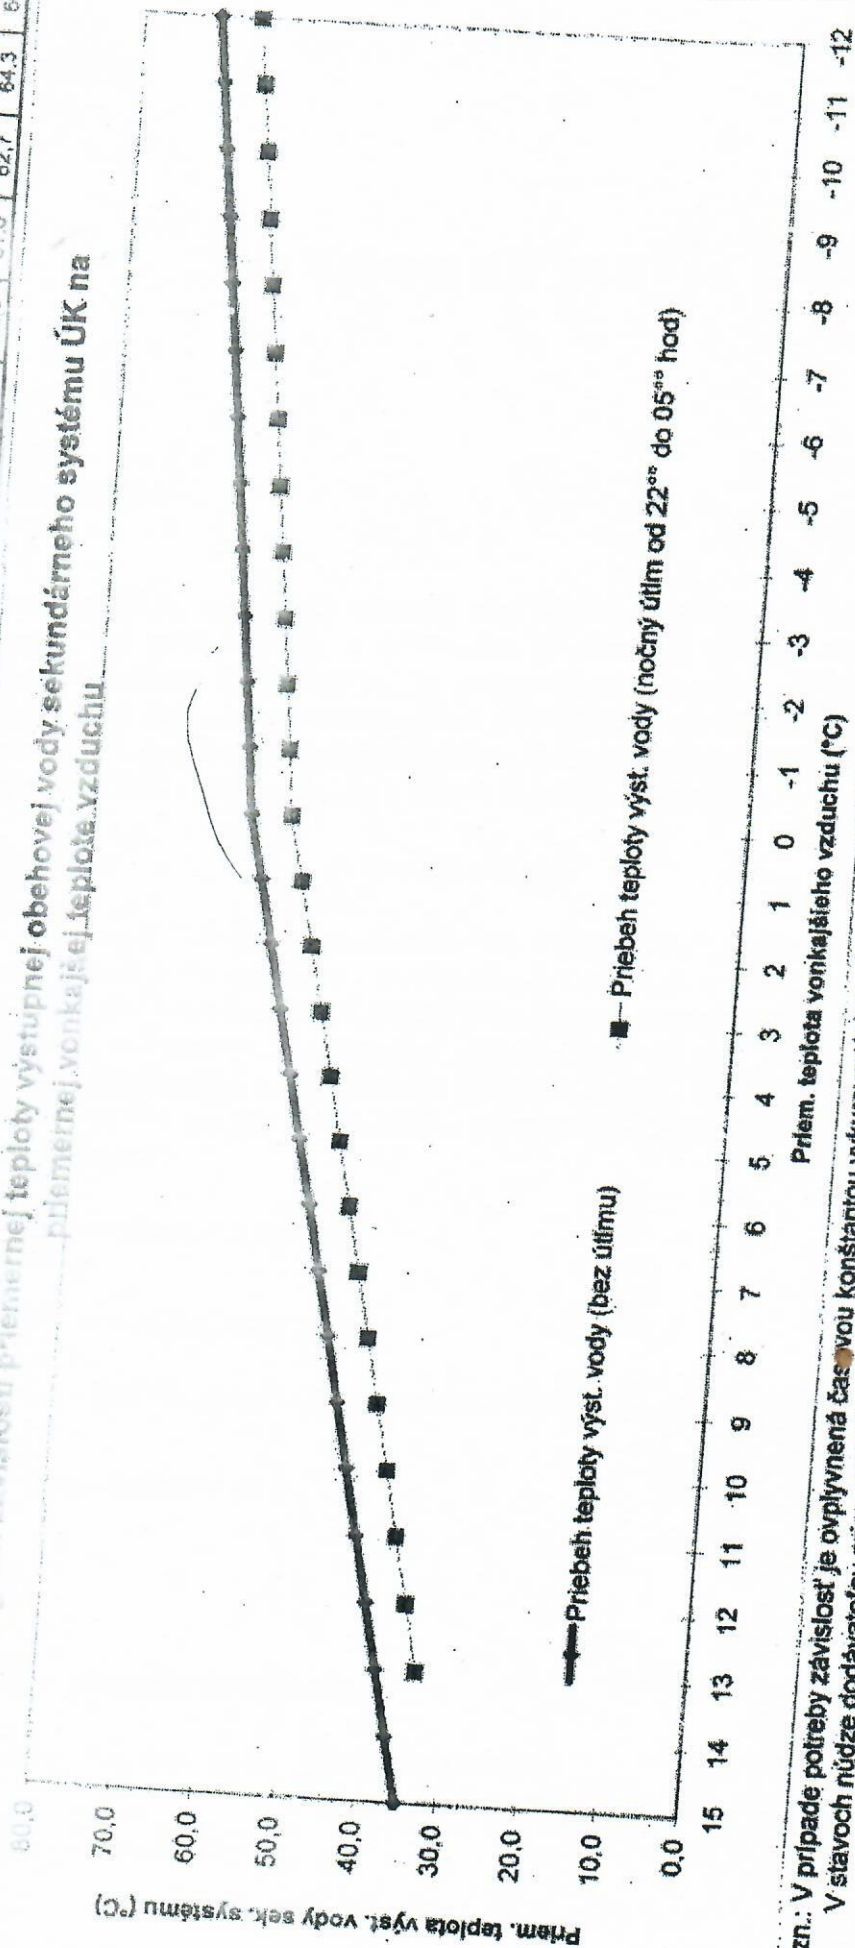 62,7 | 64,3
priemernej teploty výstupnej obehovej vody sekundárneho systému ÚK na
priemernej vonkajšej teplote vzduchu
80,0
70,0
60,0
50,0
40,0
30,0
20,0
10,0
0,0
Priem. teplota výst. vody sek. systému (°C)
Priebeh teploty výst. vody (bez útlmu)
Priebeh teploty výst. vody (nočný útlm od 22°° do 05°° hod)
15 14 13 12 11 10 9 8 7 6 5 4 3 2 1 0 -1 -2 -3 -4 -5 -6 -7 -8 -9 -10 -11 -12
Priem. teplota vonkajšieho vzduchu (°C)
zn.: V prípade potreby závislosť je ovplyvnená časovou konštantou
V stavoch núdze